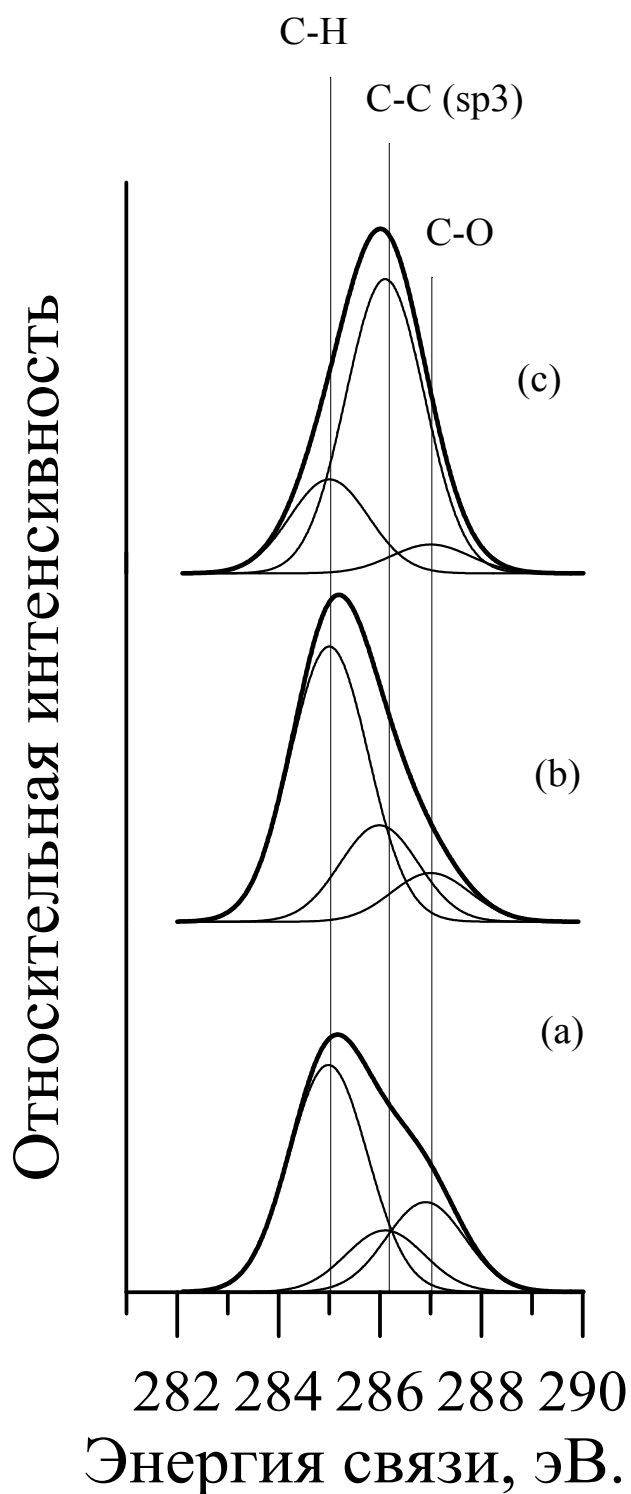 C-H
C-C (sp3)
C-O
(c)
(b)
(a)
Относительная интенсивность
282 284 286 288 290
Энергия связи, эВ.